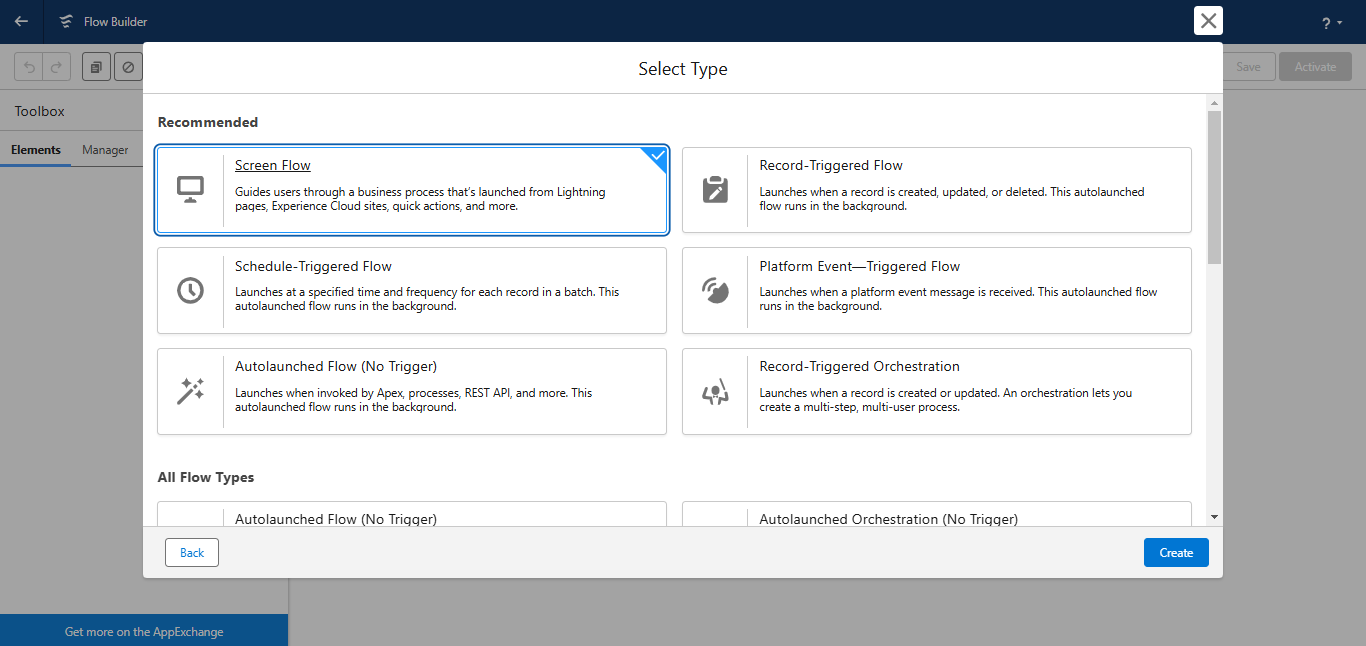 Flow Builder
?
Save
Activate
Toolbox
Elements
Manager
Select Type
Recommended
Screen Flow
Guides users through a business process that's launched from Lightning
pages, Experience Cloud sites, quick actions, and more.
Record-Triggered Flow
Launches when a record is created, updated, or deleted. This autolaunched
flow runs in the background.
Schedule-Triggered Flow
Launches at a specified time and frequency for each record in a batch. This
autolaunched flow runs in the background.
Platform Event—Triggered Flow
Launches when a platform event message is received. This autolaunched flow
runs in the background.
Autolaunched Flow (No Trigger)
Launches when invoked by Apex, processes, REST API, and more. This
autolaunched flow runs in the background.
Record-Triggered Orchestration
Launches when a record is created or updated. An orchestration lets you
create a multi-step, multi-user process.
All Flow Types
Autolaunched Flow (No Trigger)
Autolaunched Orchestration (No Trigger)
Back
Create
Get more on the AppExchange